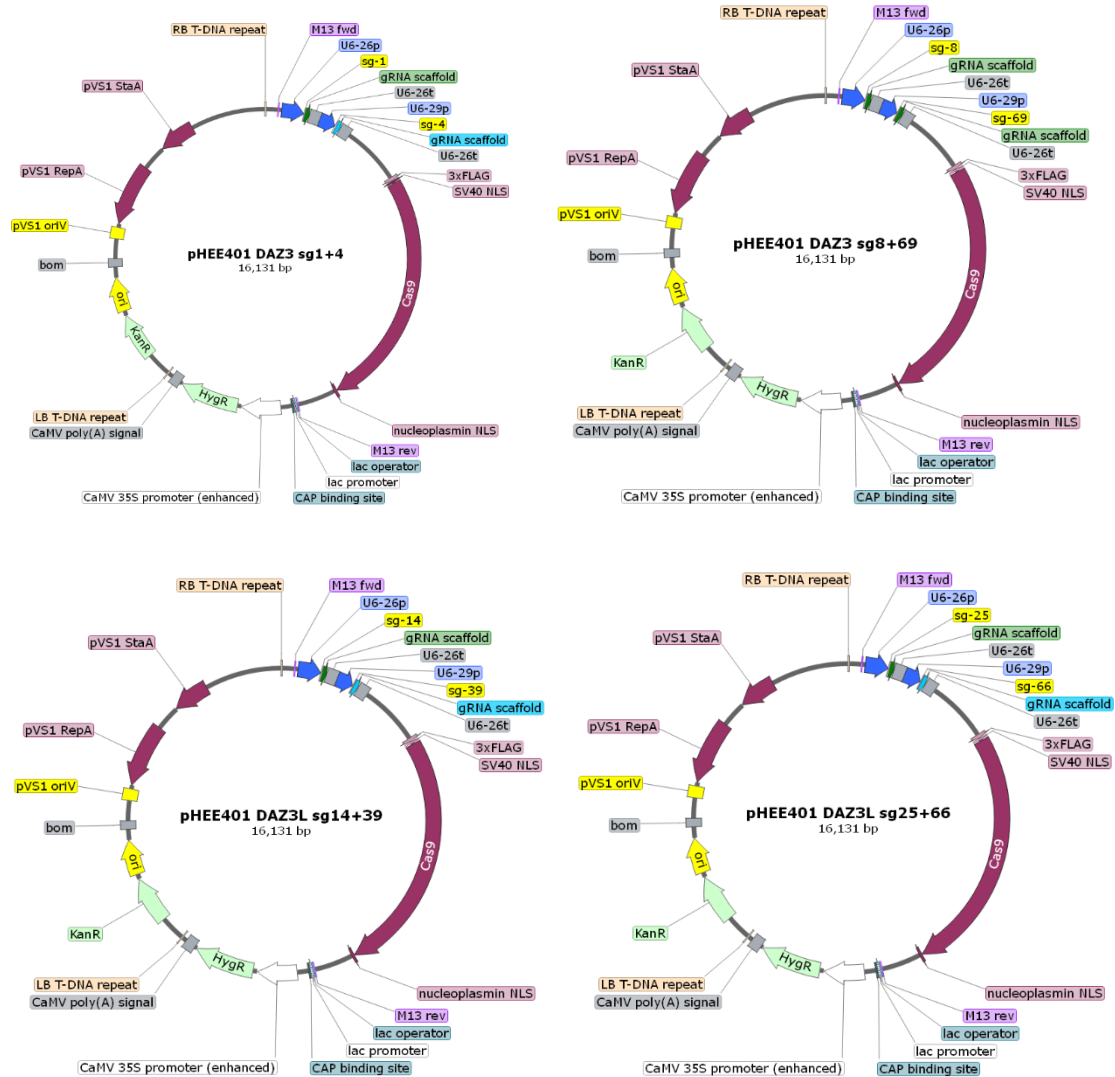 RB T-DNA repeat
M13 fwd
U6-26p
sg-1
gRNA scaffold
U6-26t
U6-29p
sg-4
gRNA scaffold
U6-26t
3xFLAG
SV40 NLS
Cas9
nucleoplasmin NLS
M13 rev
lac operator
lac promoter
CAP binding site
CaMV 35S promoter (enhanced)
HygR
CaMV poly(A) signal
LB T-DNA repeat
KanR
ori
bom
pVS1 oriV
pVS1 RepA
pVS1 StaA
pHEE401 DAZ3 sg1+4
16,131 bp
RB T-DNA repeat
M13 fwd
U6-26p
sg-8
gRNA scaffold
U6-26t
U6-29p
sg-69
gRNA scaffold
U6-26t
3xFLAG
SV40 NLS
Cas9
nucleoplasmin NLS
M13 rev
lac operator
lac promoter
CAP binding site
CaMV 35S promoter (enhanced)
HygR
CaMV poly(A) signal
LB T-DNA repeat
KanR
ori
bom
pVS1 oriV
pVS1 RepA
pVS1 StaA
pHEE401 DAZ3 sg8+69
16,131 bp
RB T-DNA repeat
M13 fwd
U6-26p
sg-14
gRNA scaffold
U6-26t
U6-29p
sg-39
gRNA scaffold
U6-26t
3xFLAG
SV40 NLS
Cas9
nucleoplasmin NLS
M13 rev
lac operator
lac promoter
CAP binding site
CaMV 35S promoter (enhanced)
HygR
CaMV poly(A) signal
LB T-DNA repeat
KanR
ori
bom
pVS1 oriV
pVS1 RepA
pVS1 StaA
pHEE401 DAZ3L sg14+39
16,131 bp
RB T-DNA repeat
M13 fwd
U6-26p
sg-25
gRNA scaffold
U6-26t
U6-29p
sg-66
gRNA scaffold
U6-26t
3xFLAG
SV40 NLS
Cas9
nucleoplasmin NLS
M13 rev
lac operator
lac promoter
CAP binding site
CaMV 35S promoter (enhanced)
HygR
CaMV poly(A) signal
LB T-DNA repeat
KanR
ori
bom
pVS1 oriV
pVS1 RepA
pVS1 StaA
pHEE401 DAZ3L sg25+66
16,131 bp